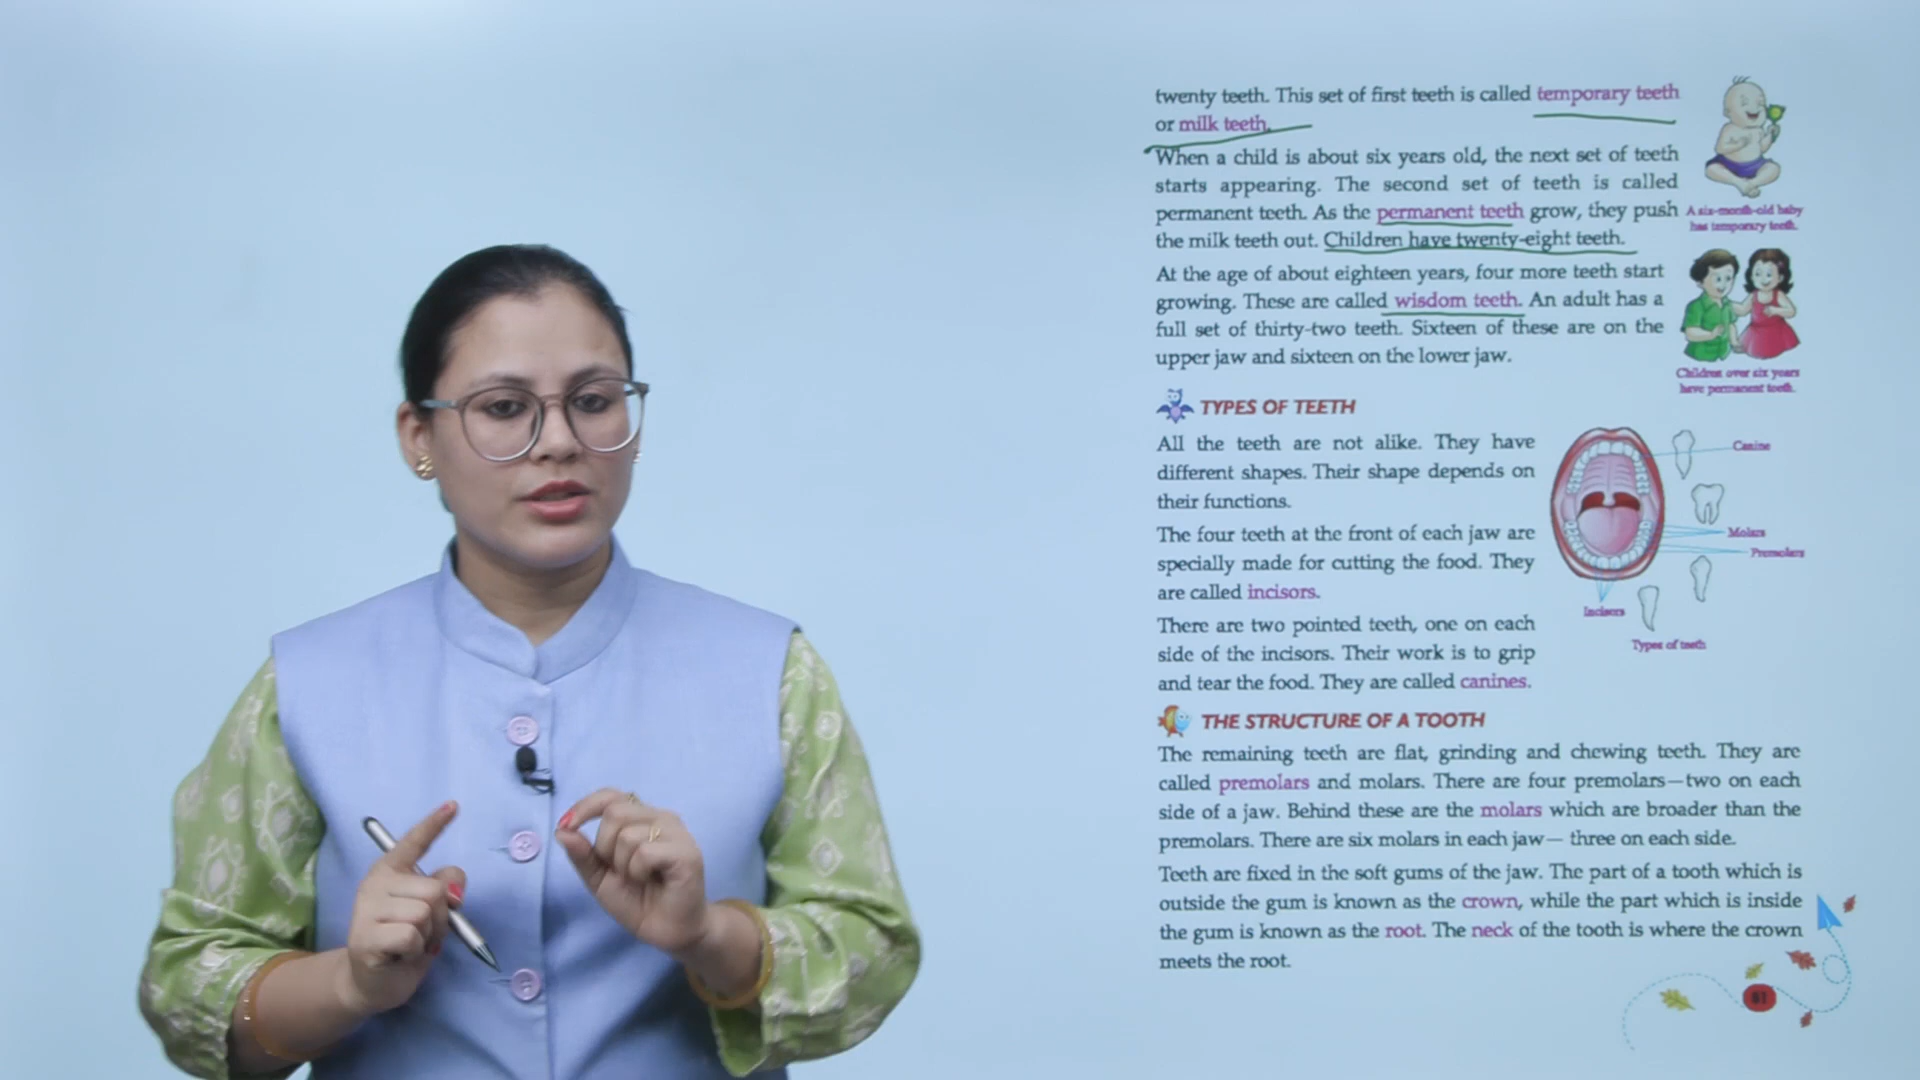 twenty teeth. This set of first teeth is called temporary teeth
or milk teeth.
When a child is about six years old, the next set of teeth
starts appearing. The second set of teeth is called
permanent teeth. As the permanent teeth grow, they push
the milk teeth out. Children have twenty-eight teeth.
A six-month-old baby
has temporary teeth.
At the age of about eighteen years, four more teeth start
growing. These are called wisdom teeth. An adult has a
full set of thirty-two teeth. Sixteen of these are on the
upper jaw and sixteen on the lower jaw.
Children over six years
have permanent teeth.
TYPES OF TEETH
All the teeth are not alike. They have
different shapes. Their shape depends on
their functions.
The four teeth at the front of each jaw are
specially made for cutting the food. They
are called incisors.
There are two pointed teeth, one on each
side of the incisors. Their work is to grip
and tear the food. They are called canines.
Canine
Molars
Premolars
Incisors
Types of teeth
THE STRUCTURE OF A TOOTH
The remaining teeth are flat, grinding and chewing teeth. They are
called premolars and molars. There are four premolars—two on each
side of a jaw. Behind these are the molars which are broader than the
premolars. There are six molars in each jaw— three on each side.
Teeth are fixed in the soft gums of the jaw. The part of a tooth which is
outside the gum is known as the crown, while the part which is inside
the gum is known as the root. The neck of the tooth is where the crown
meets the root.